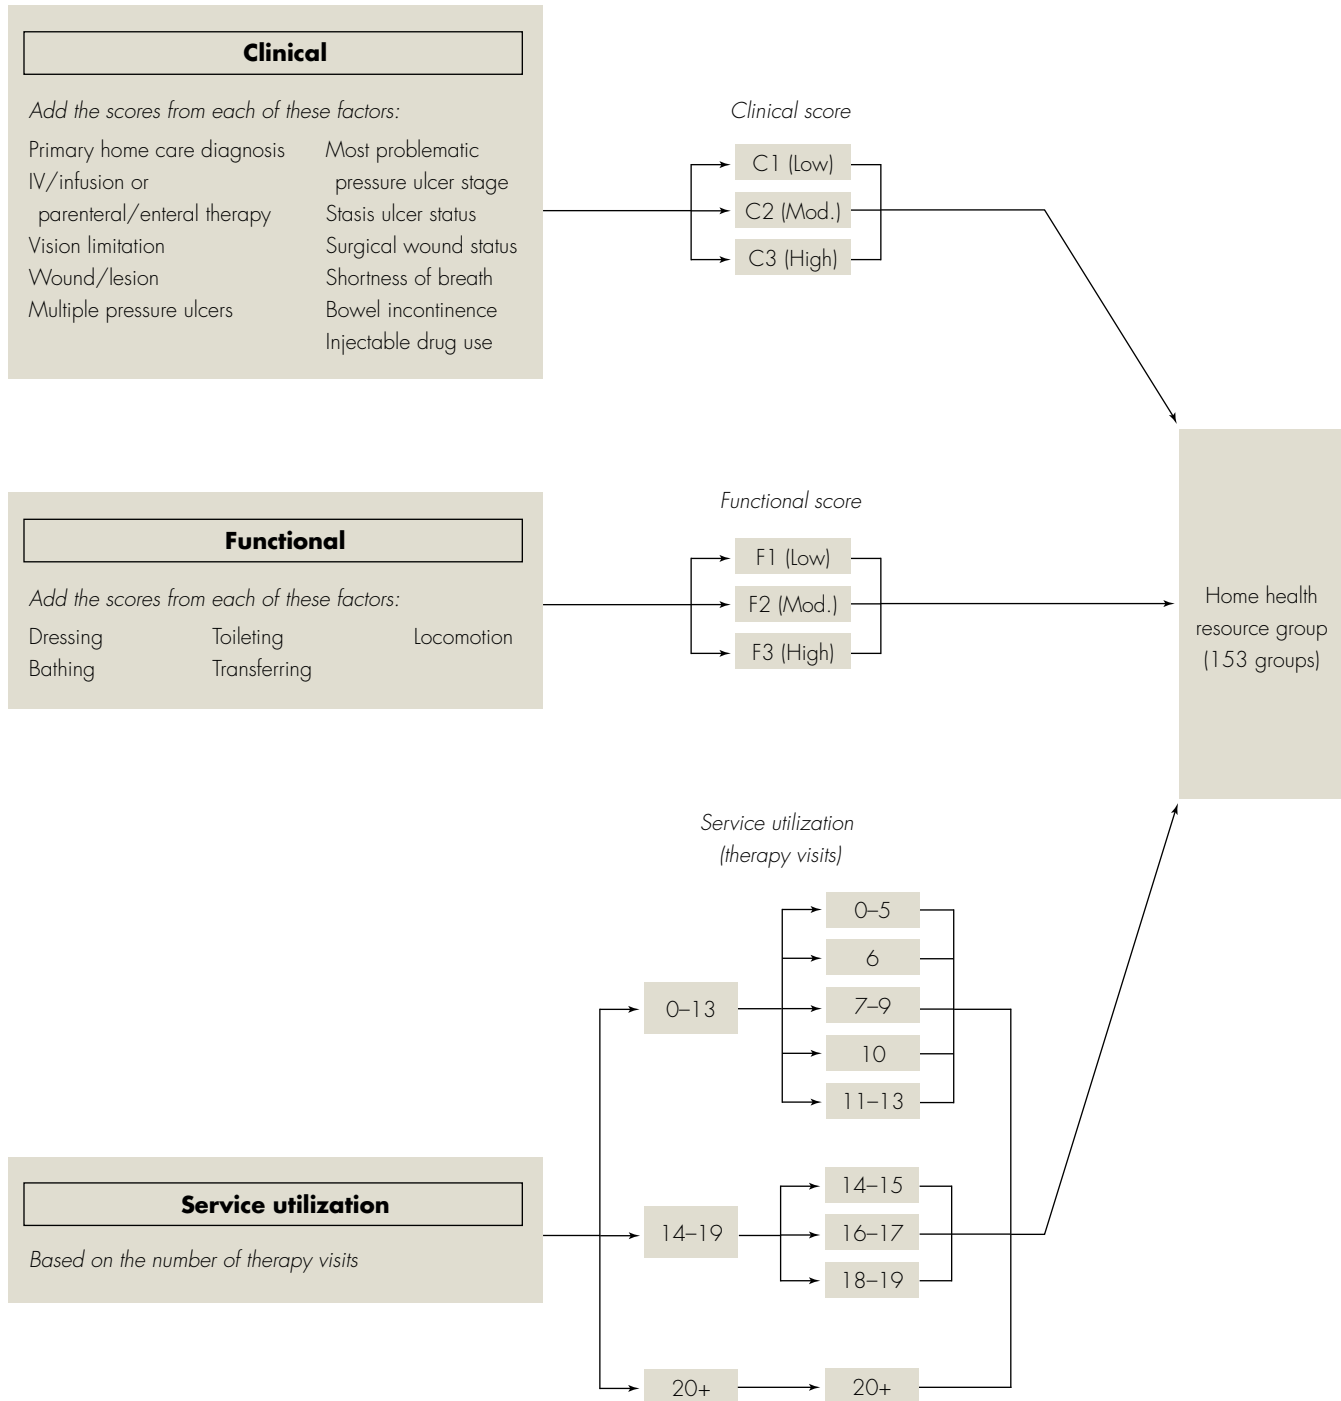 Clinical
Add the scores from each of these factors:
Primary home care diagnosis
IV/infusion or
parenteral/enteral therapy
Vision limitation
Wound/lesion
Multiple pressure ulcers
Most problematic
pressure ulcer stage
Stasis ulcer status
Surgical wound status
Shortness of breath
Bowel incontinence
Injectable drug use
Clinical score
C1 (Low)
C2 (Mod.)
C3 (High)
Functional
Add the scores from each of these factors:
Dressing
Bathing
Toileting
Transferring
Locomotion
Functional score
F1 (Low)
F2 (Mod.)
F3 (High)
Home health
resource group
(153 groups)
Service utilization
Based on the number of therapy visits
Service utilization
(therapy visits)
0–13
0–5
6
7–9
10
11–13
14–19
14–15
16–17
18–19
20+
20+